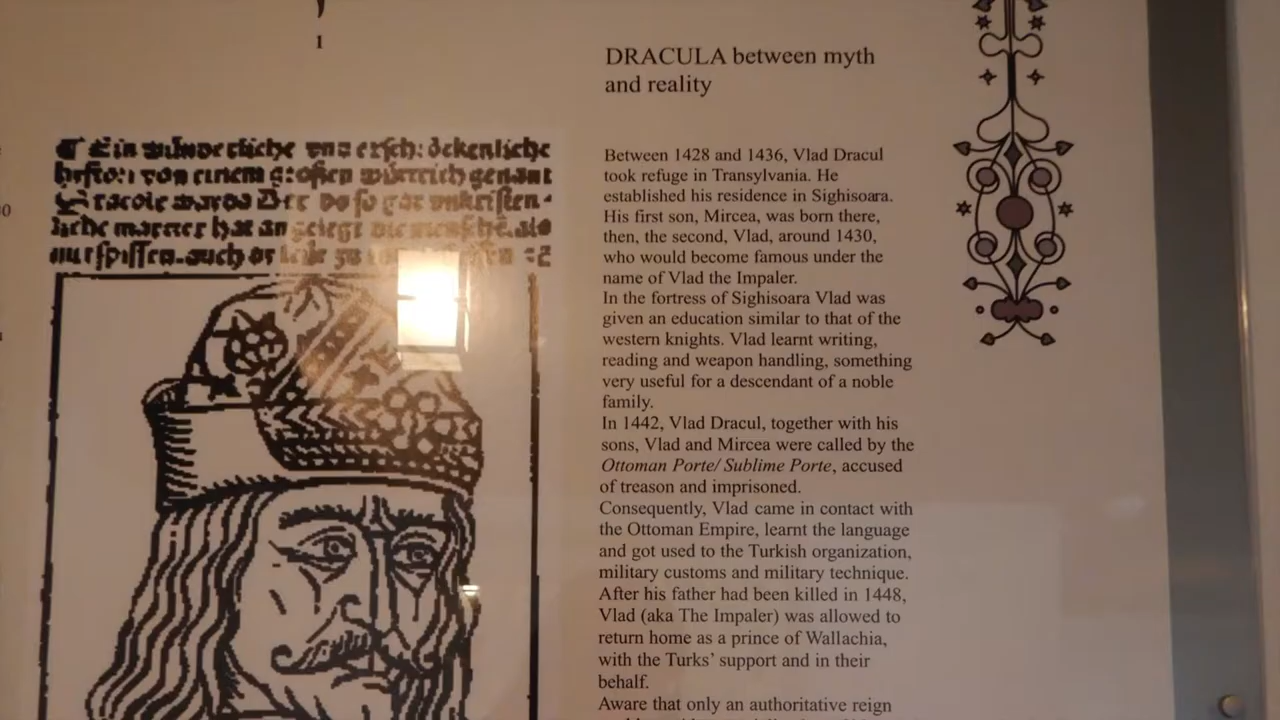 1
DRACULA between myth
and reality
Ein
von einem großen genant
auch
Between 1428 and 1436, Vlad Dracul
took refuge in Transylvania. He
established his residence in Sighisoara.
His first son, Mircea, was born there,
then, the second, Vlad, around 1430,
who would become famous under the
name of Vlad the Impaler.
In the fortress of Sighisoara Vlad was
given an education similar to that of the
western knights. Vlad learnt writing,
reading and weapon handling, something
very useful for a descendant of a noble
family.
In 1442, Vlad Dracul, together with his
sons, Vlad and Mircea were called by the
Ottoman Porte/ Sublime Porte, accused
of treason and imprisoned.
Consequently, Vlad came in contact with
the Ottoman Empire, learnt the language
and got used to the Turkish organization,
military customs and military technique.
After his father had been killed in 1448,
Vlad (aka The Impaler) was allowed to
return home as a prince of Wallachia,
with the Turks' support and in their
behalf.
Aware that only an authoritative reign